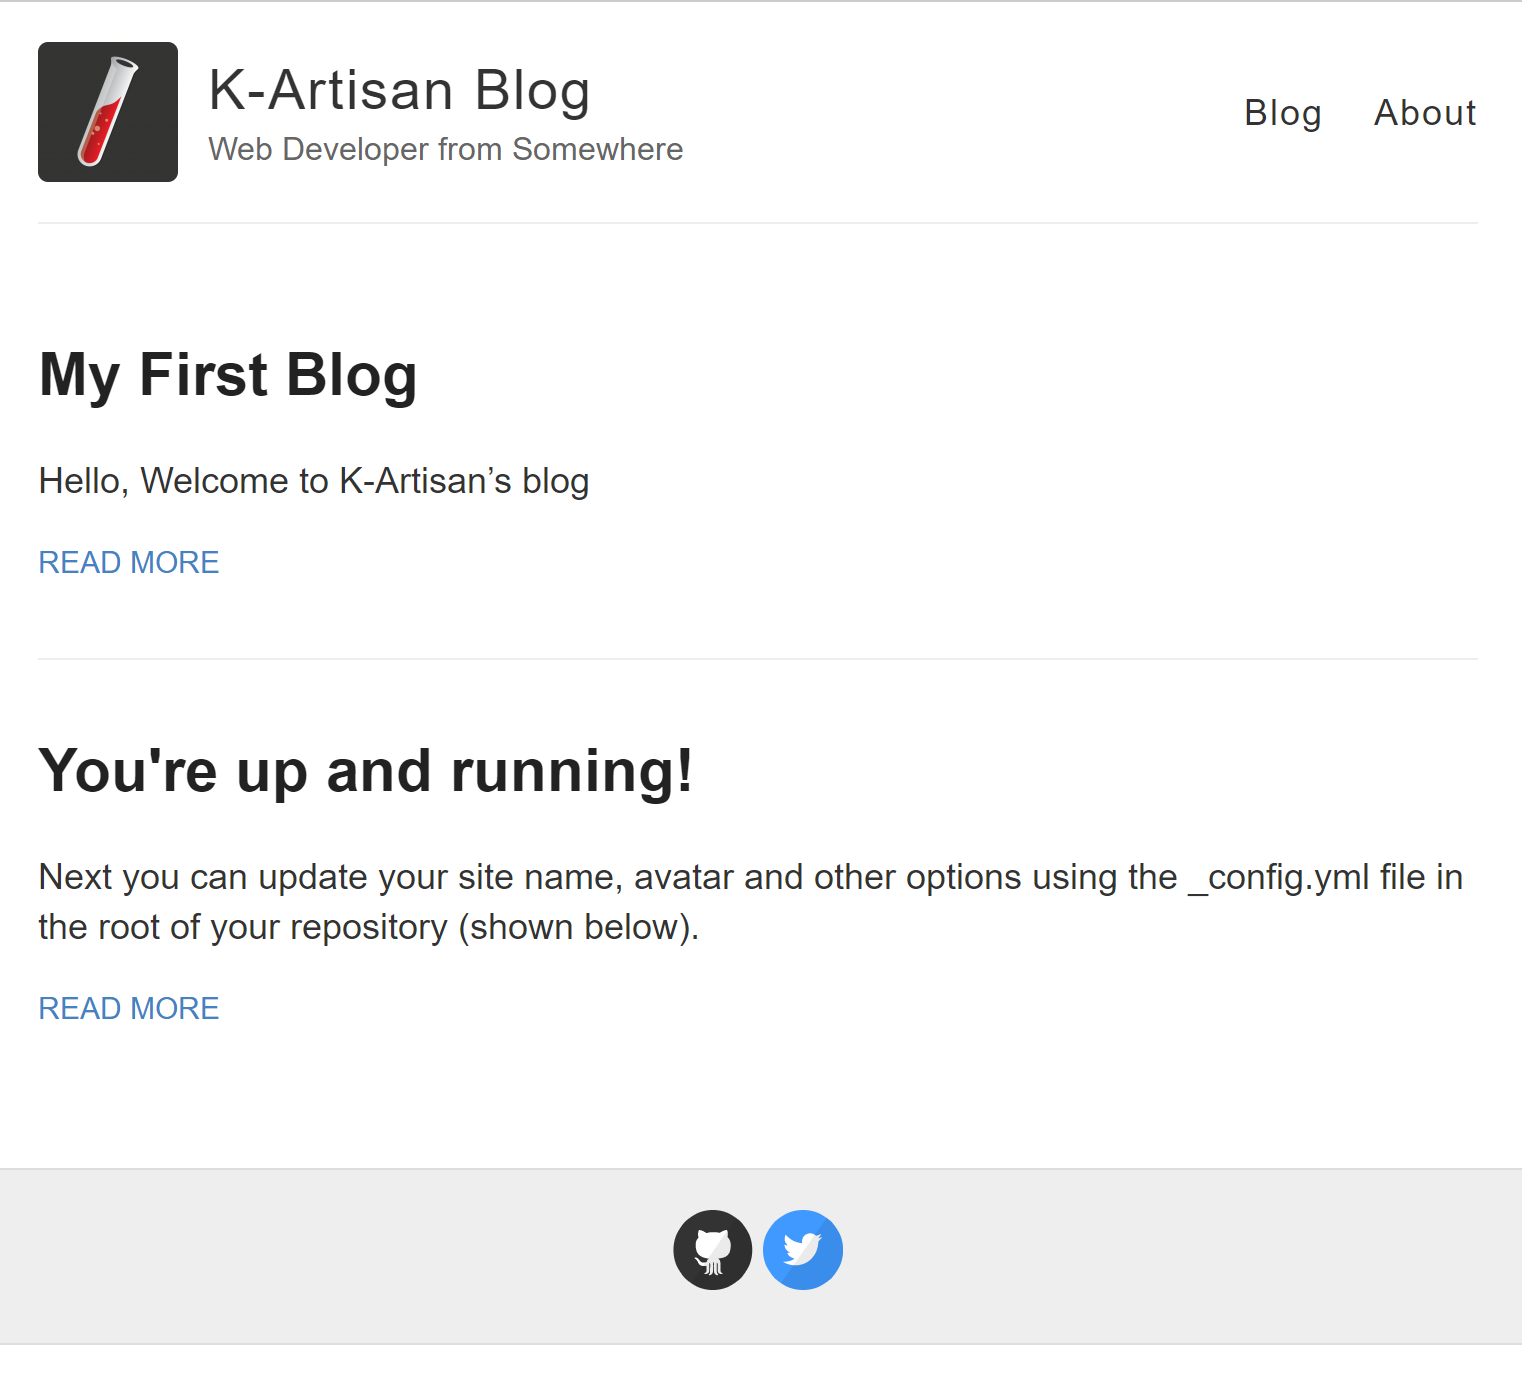 K-Artisan Blog
Web Developer from Somewhere
Blog About
My First Blog
Hello, Welcome to K-Artisan’s blog
READ MORE
You're up and running!
Next you can update your site name, avatar and other options using the _config.yml file in
the root of your repository (shown below).
READ MORE